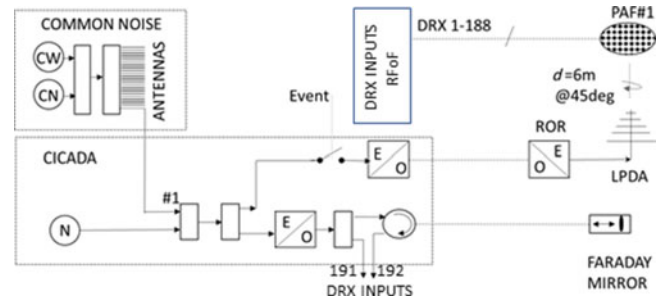 COMMON NOISE
CW
CN
ANTENNAS
DRX INPUTS
RFoF
DRX 1-188
PAF#1
d=6m
@45deg
Event
ROR
E
O
O
E
LPDA
CICADA
#1
N
E
O
191
192
DRX INPUTS
FARADAY
MIRROR